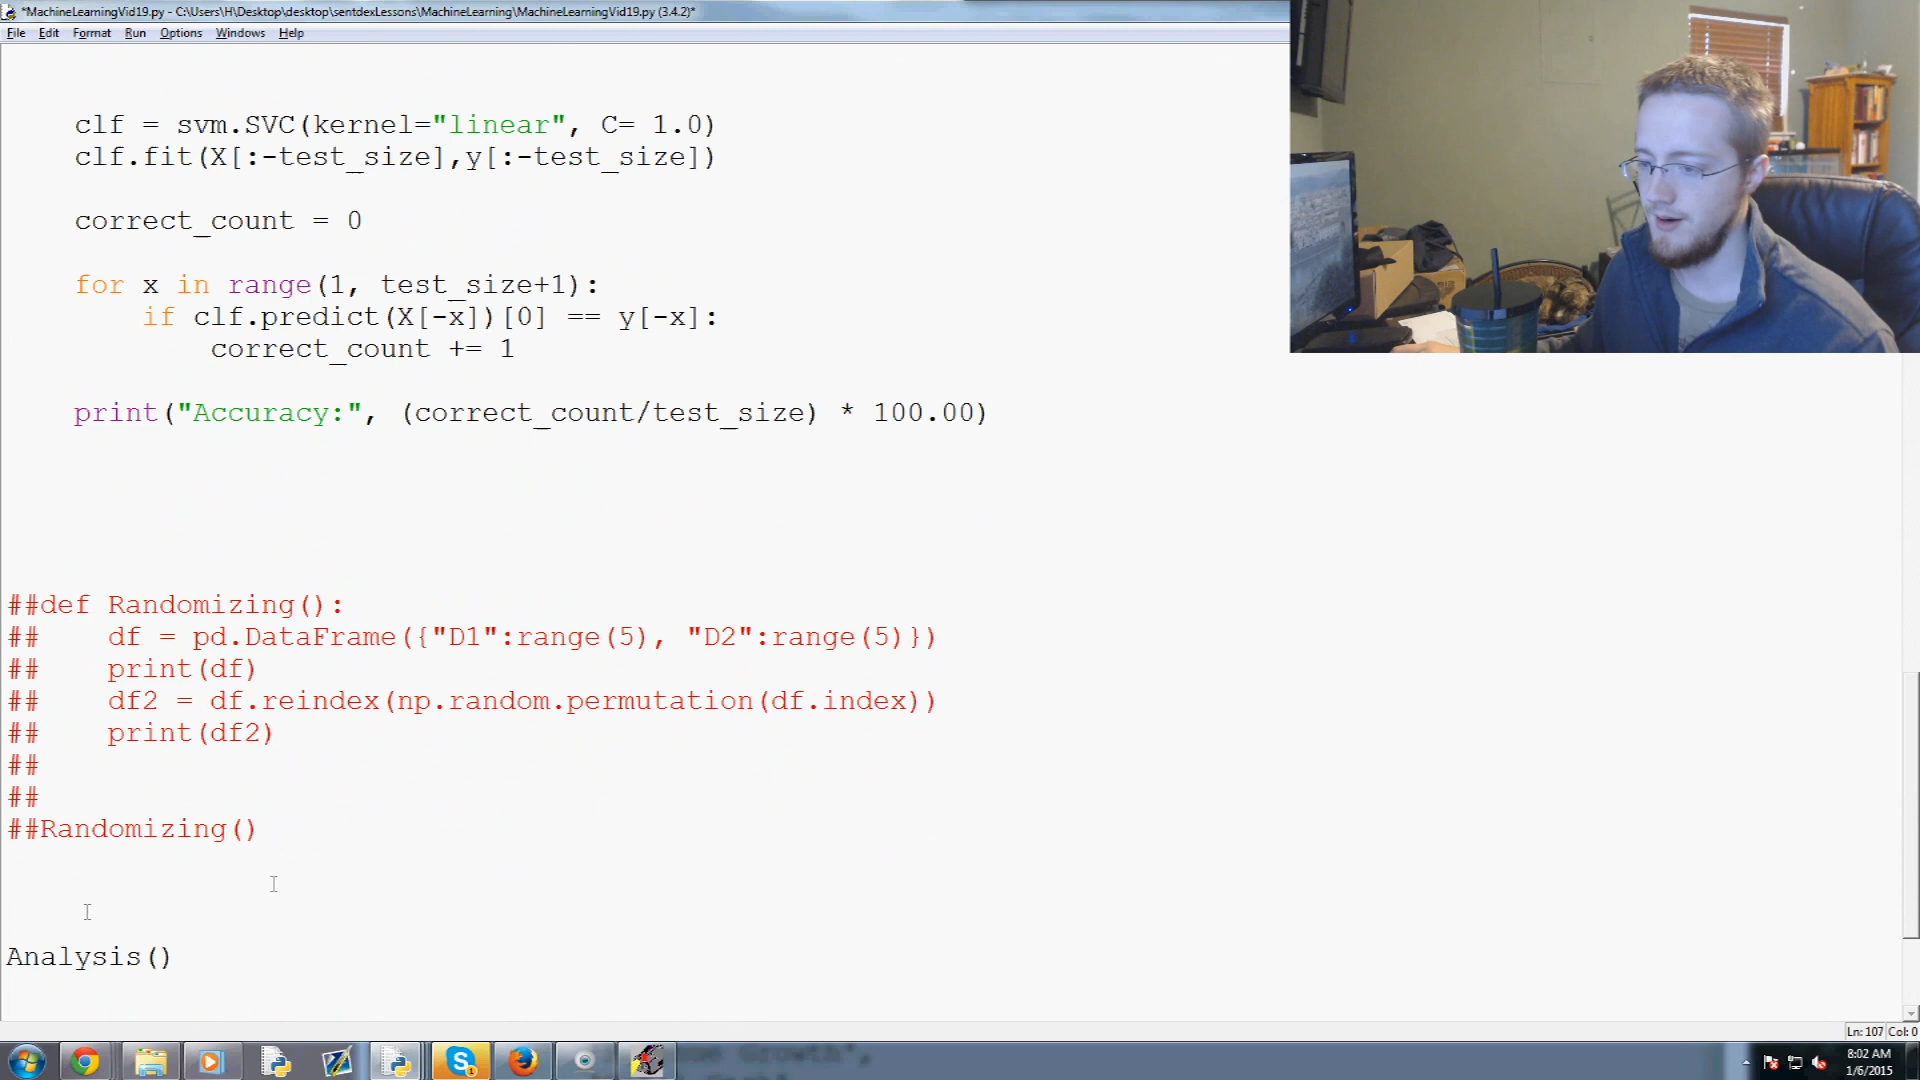 *MachineLearningVid19.py - C:\Users\H\Desktop\desktop\sentdexLessons\MachineLearning\MachineLearningVid19.py (3.4.2)*
File Edit Format Run Options Windows Help
clf = svm.SVC(kernel="linear", C= 1.0)
clf.fit(X[:-test_size],y[:-test_size])
correct_count = 0
for x in range(1, test_size+1):
if clf.predict(X[-x])[0] == y[-x]:
correct_count += 1
print("Accuracy:", (correct_count/test_size) * 100.00)
##def Randomizing():
## df = pd.DataFrame({"D1":range(5), "D2":range(5)})
## print(df)
## df2 = df.reindex(np.random.permutation(df.index))
## print(df2)
##
##
##Randomizing()
Analysis()
Ln: 107 Col: 0
Growth',
8:02 AM
1/6/2015